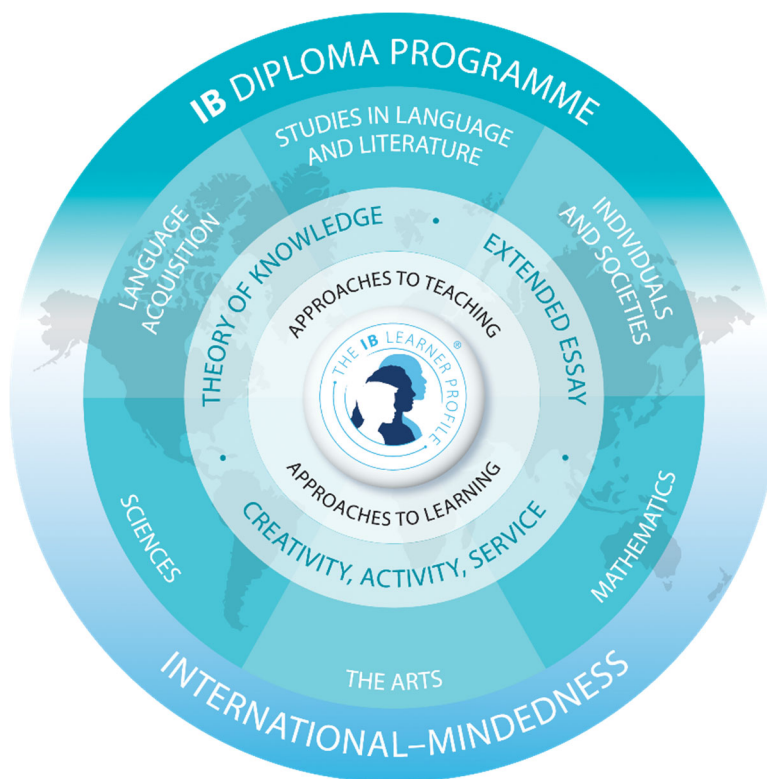 IB DIPLOMA PROGRAMME
STUDIES IN LANGUAGE
AND LITERATURE
LANGUAGE
ACQUISITION
INDIVIDUALS
AND SOCIETIES
THEORY OF KNOWLEDGE
•
EXTENDED ESSAY
APPROACHES TO TEACHING
THE IB LEARNER PROFILE®
APPROACHES TO LEARNING
•
CREATIVITY, ACTIVITY, SERVICE
•
SCIENCES
MATHEMATICS
THE ARTS
INTERNATIONAL–MINDEDNESS